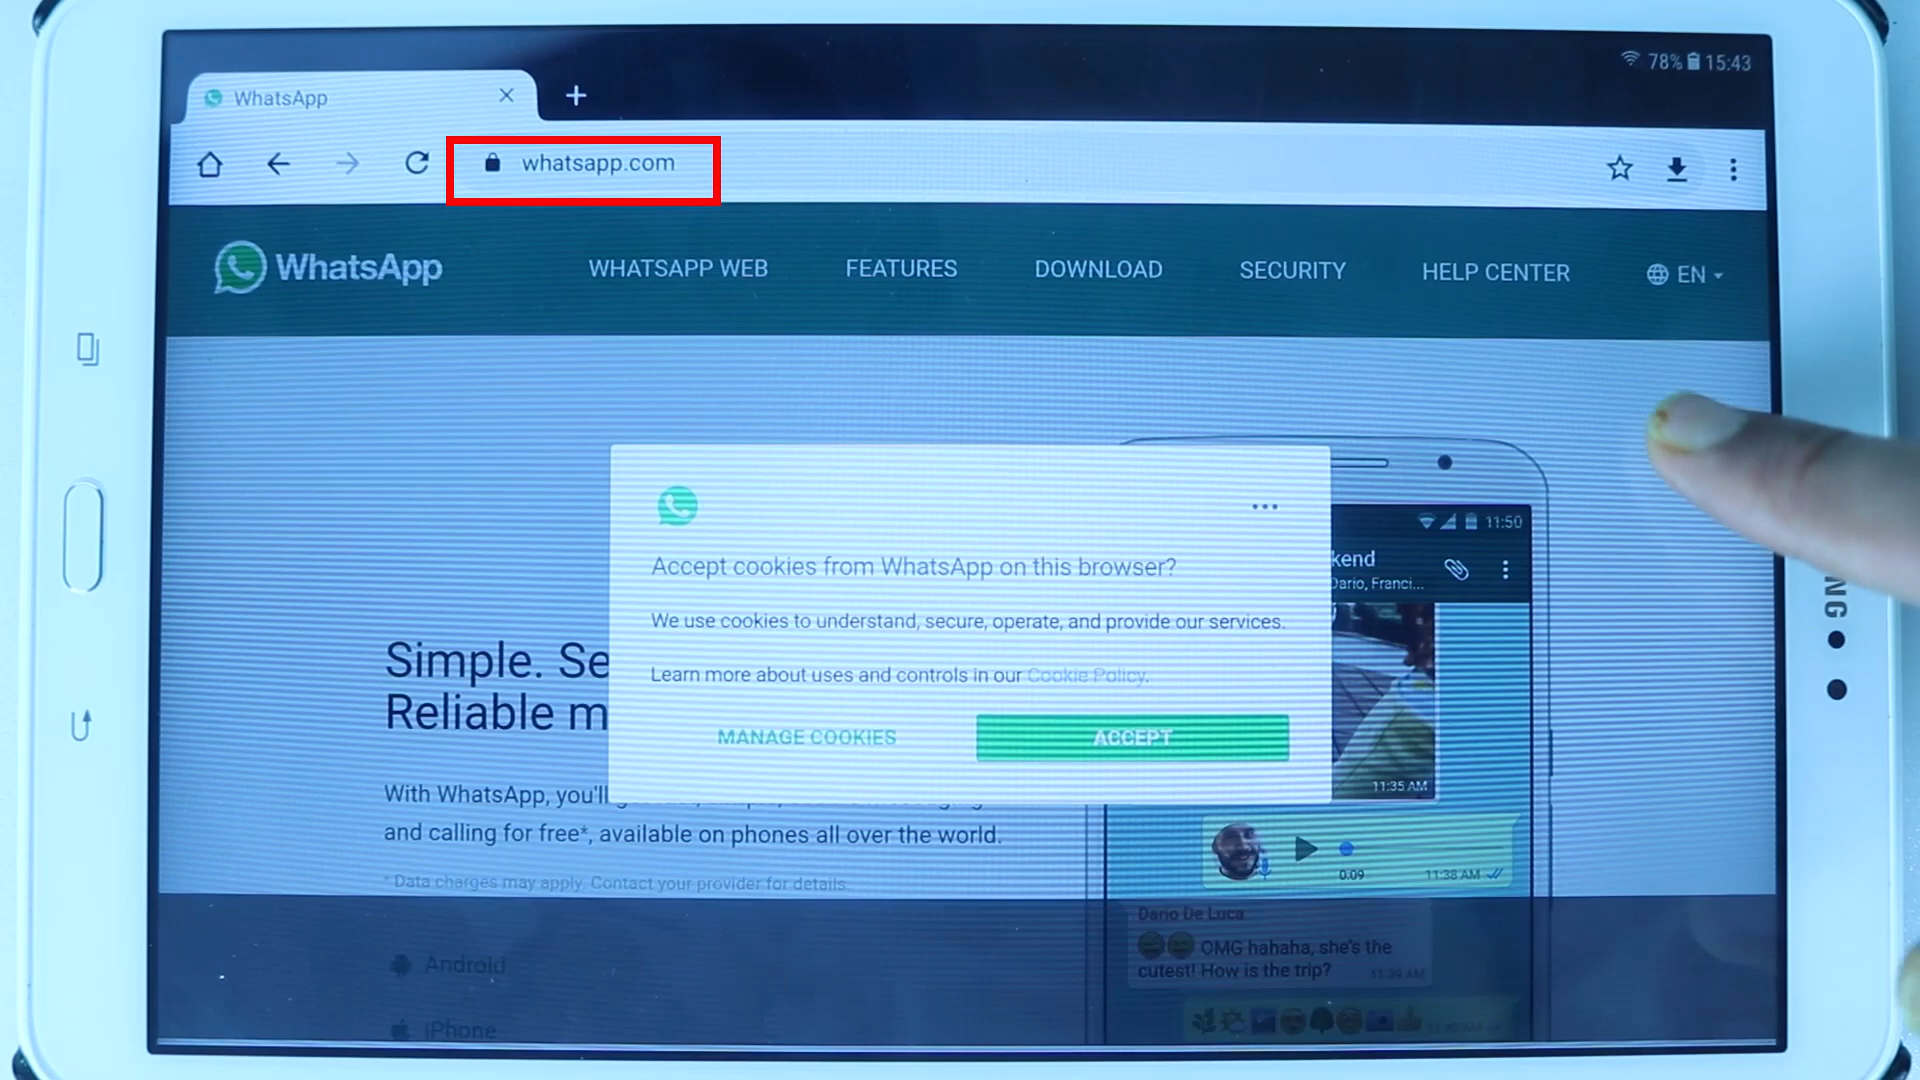 78% 15:43
WhatsApp
whatsapp.com
WhatsApp WHATSAPP WEB FEATURES DOWNLOAD SECURITY HELP CENTER EN
11:50
kend
Dario, Franci...
Accept cookies from WhatsApp on this browser?
We use cookies to understand, secure, operate, and provide our services.
Learn more about uses and controls in our Cookie Policy.
MANAGE COOKIES ACCEPT
Simple. Se
Reliable m
With WhatsApp, you'll
and calling for free*, available on phones all over the world.
* Data charges may apply. Contact your provider for details.
11:35 AM
0:09 11:38 AM
Dario De Luca
OMG hahaha, she's the
cutest! How is the trip? 11:39 AM
Android
iPhone
NG